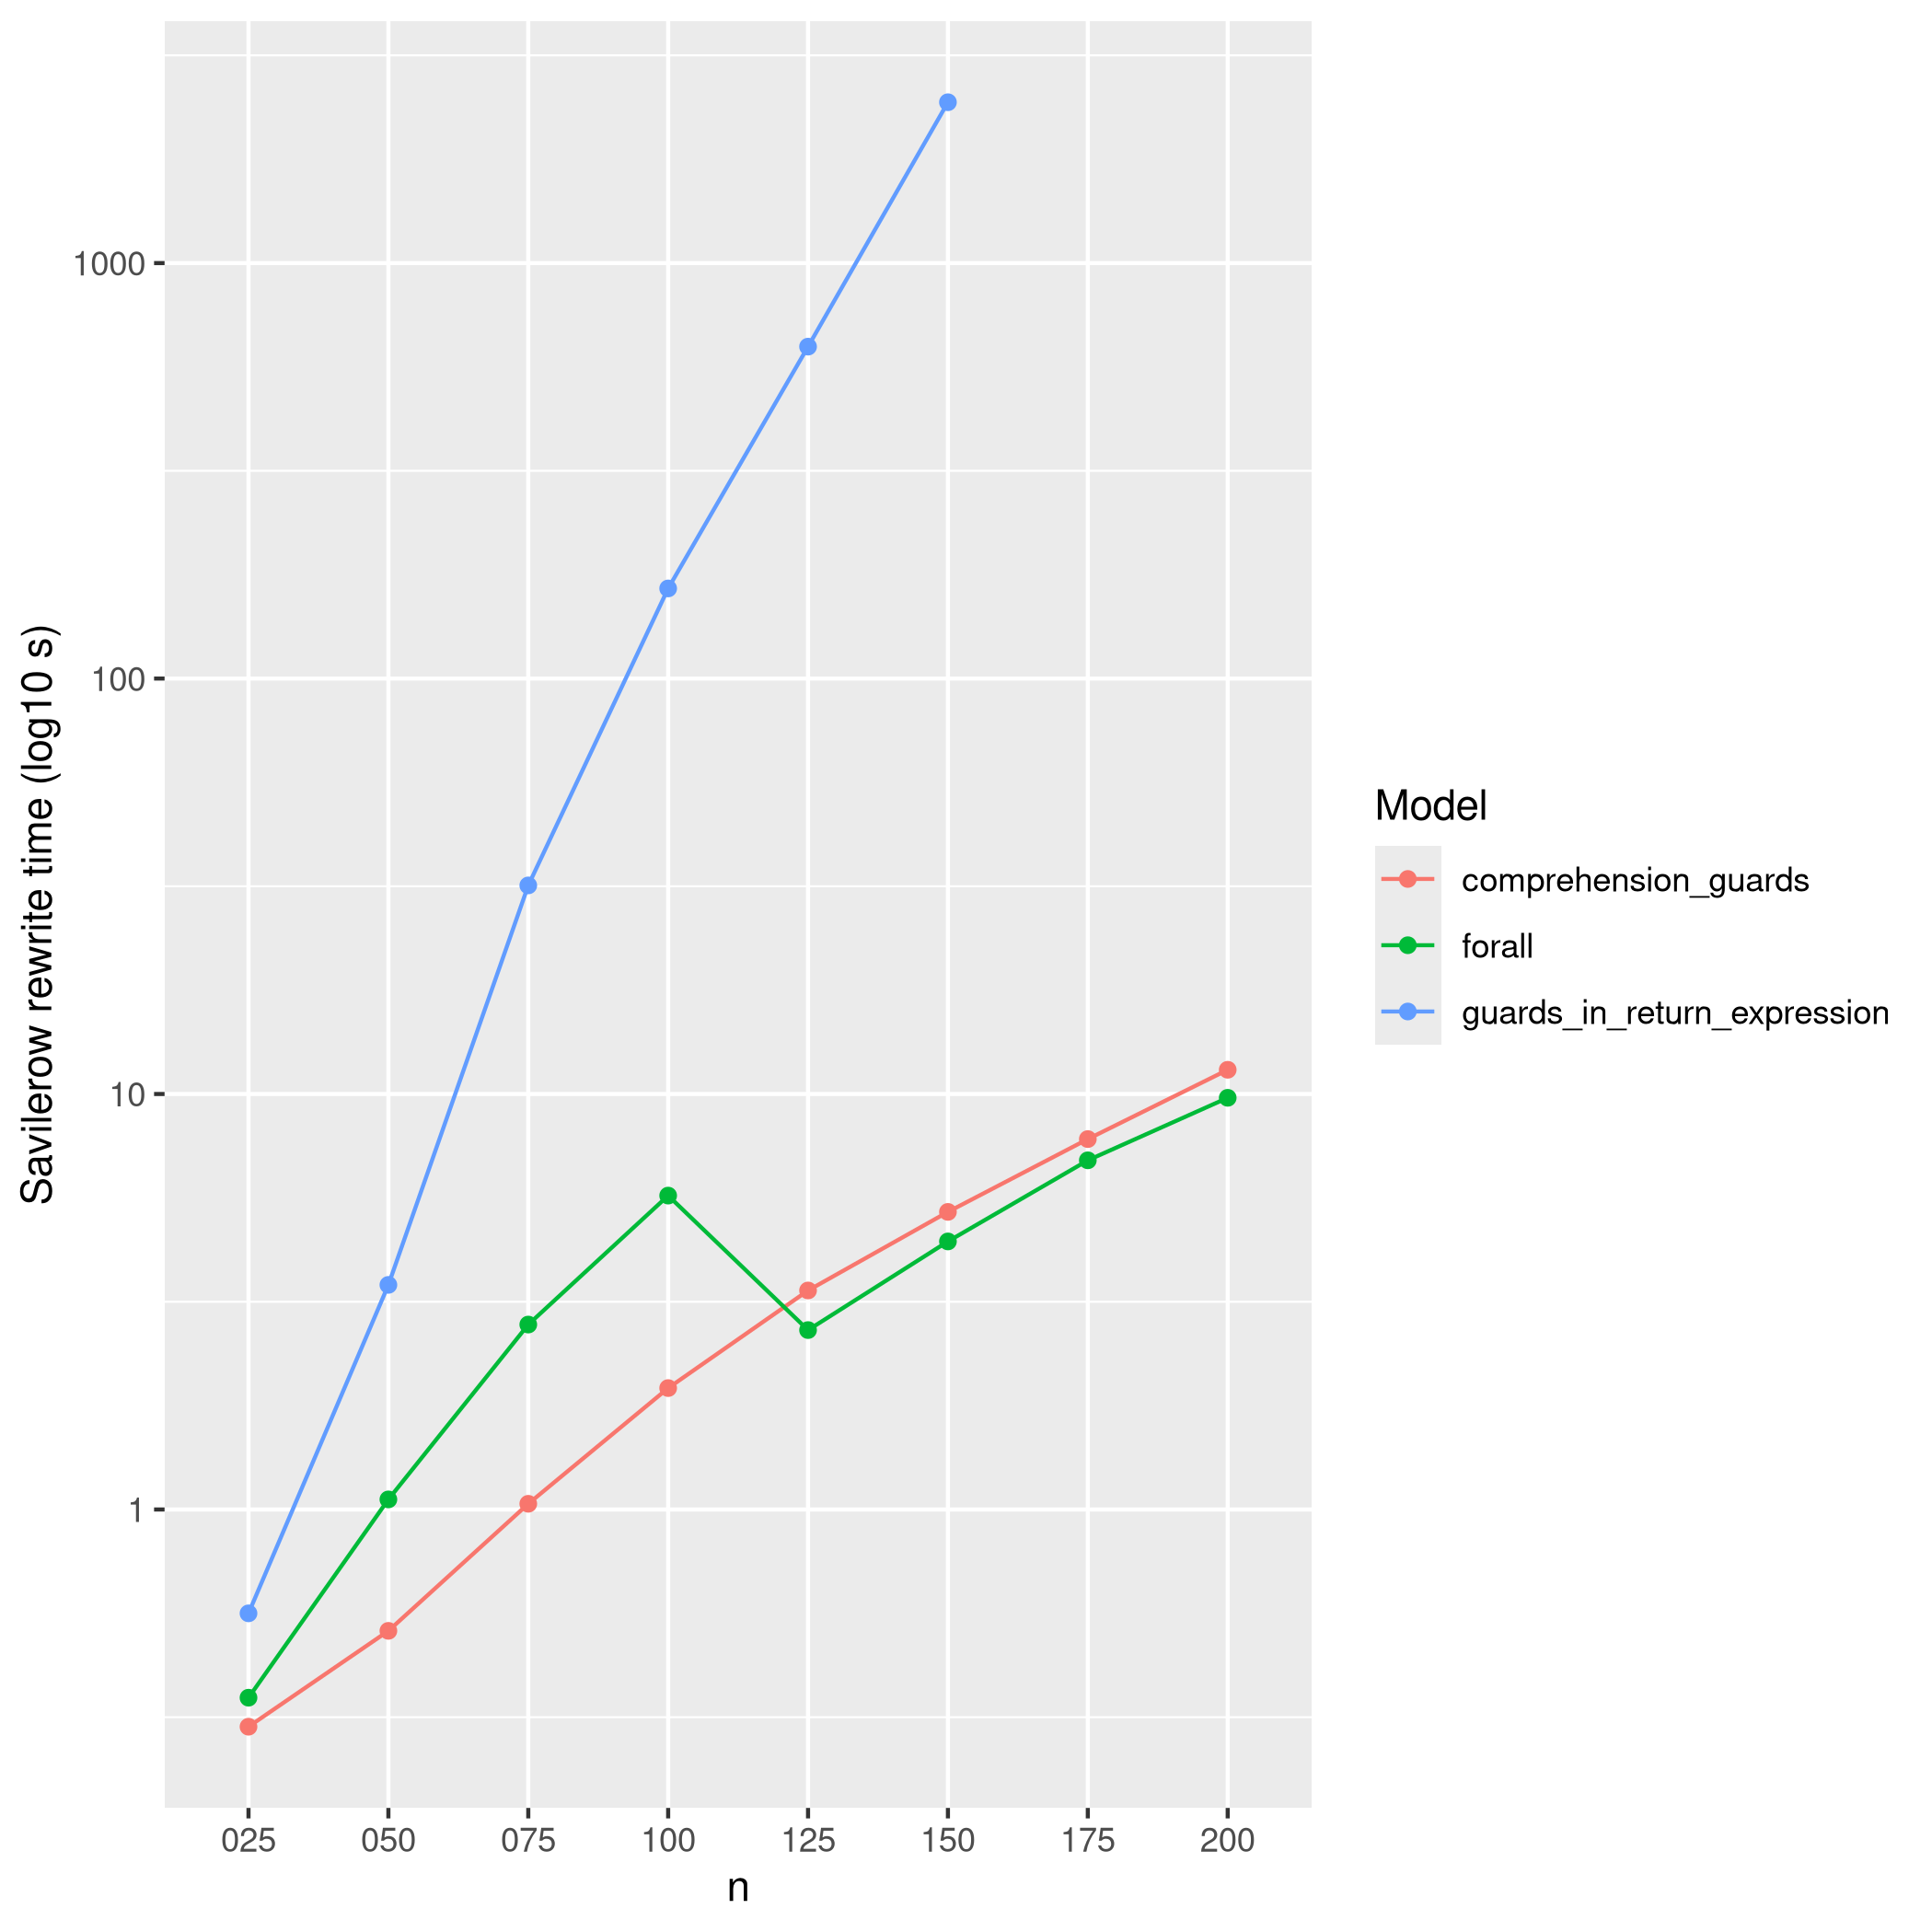 Savilerow rewrite time (log10 s)
1000
100
10
1
025 050 075 100 125 150 175 200
n
Model
comprehension_guards
forall
guards_in_return_expression